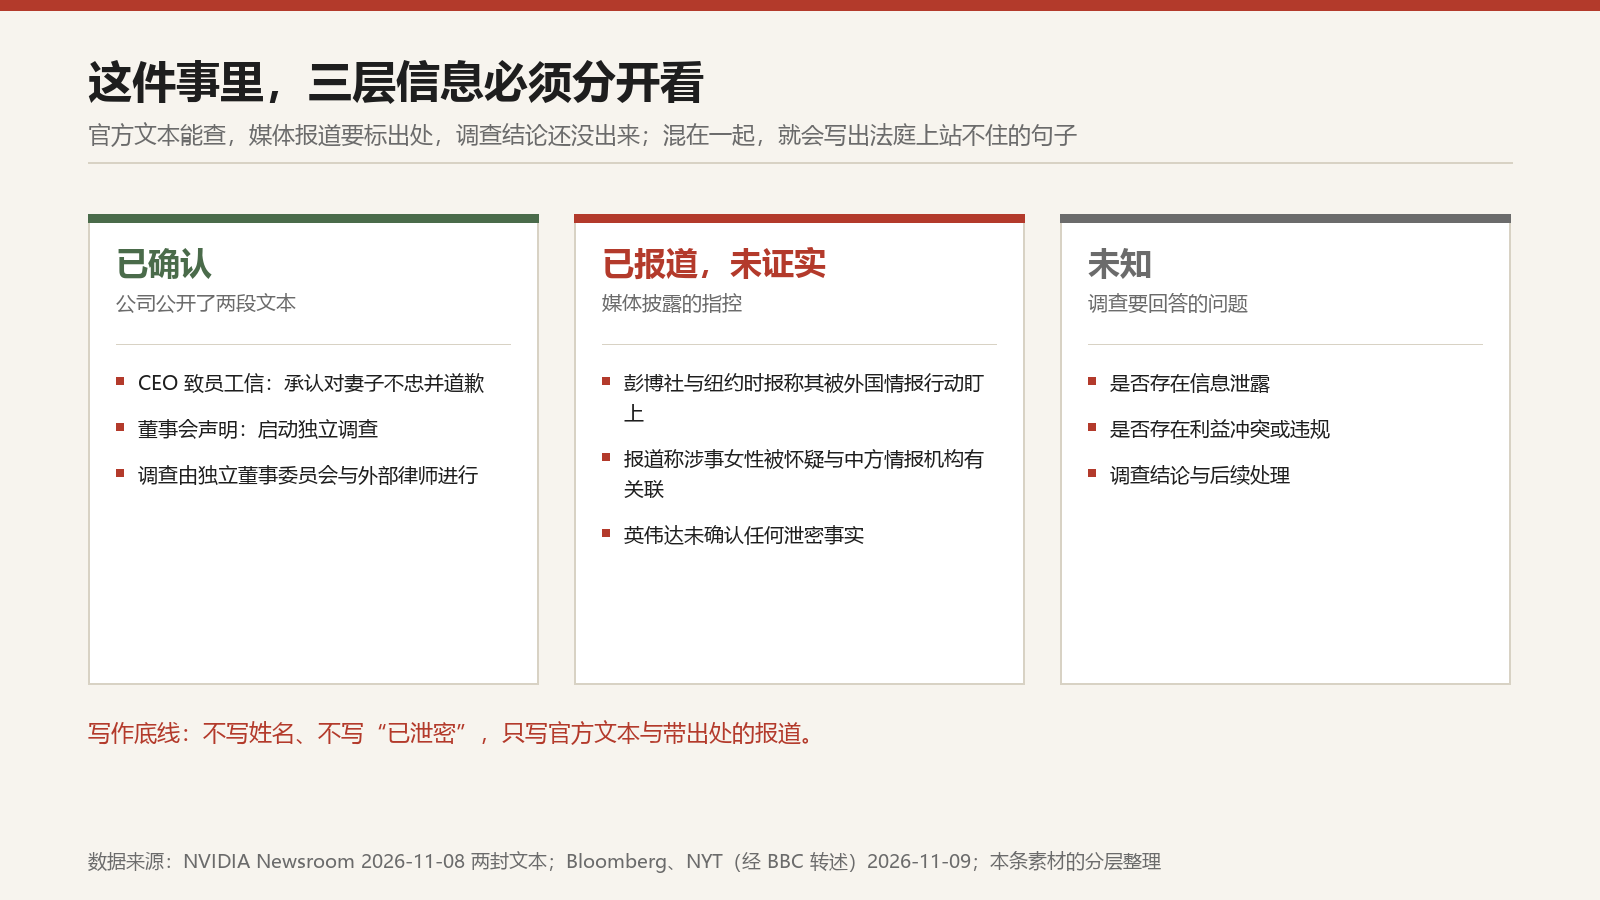 这件事里，三层信息必须分开看
官方文本能查，媒体报道要标出处，调查结论还没出来；混在一起，就会写出法庭上站不住的句子
已确认
公司公开了两段文本
CEO 致员工信：承认对妻子不忠并道歉
董事会声明：启动独立调查
调查由独立董事委员会与外部律师进行
已报道，未证实
媒体披露的指控
彭博社与纽约时报称其被外国情报行动盯
上
报道称涉事女性被怀疑与中方情报机构有
关联
英伟达未确认任何泄密事实
未知
调查要回答的问题
是否存在信息泄露
是否存在利益冲突或违规
调查结论与后续处理
写作底线：不写姓名、不写“已泄密”，只写官方文本与带出处的报道。
数据来源：NVIDIA Newsroom 2026-11-08 两封文本；Bloomberg、NYT（经 BBC 转述）2026-11-09；本条素材的分层整理